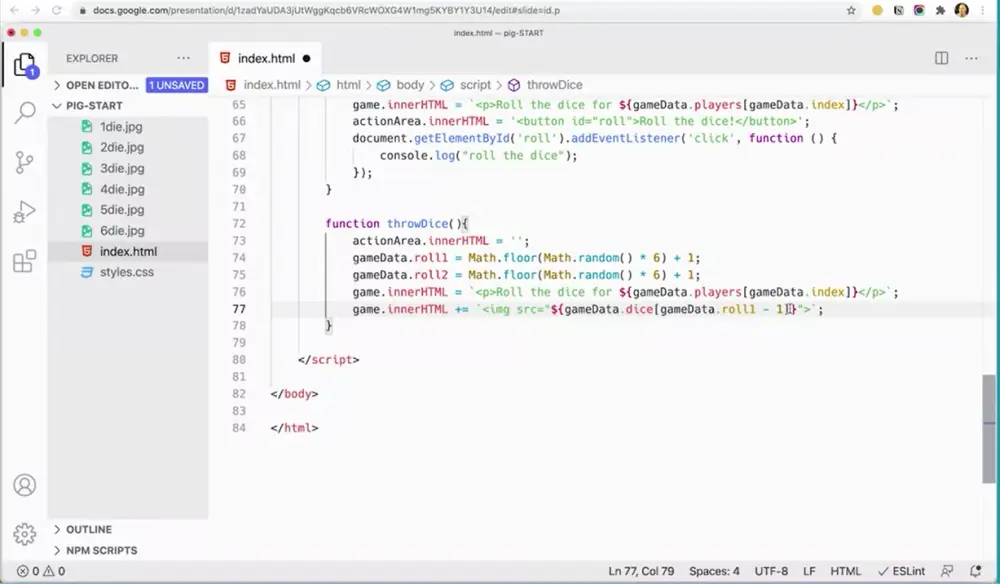 docs.google.com/presentation/d/1zadYaUDA3jUtWggKqcb6VRcWOXG4W1mg5KYBY1Y3U14/edit#slide=id.p
index.html — pig-START
EXPLORER
index.html
OPEN EDITO... 1 UNSAVED
index.html > html > body > script > throwDice
PIG-START
1die.jpg
2die.jpg
3die.jpg
4die.jpg
5die.jpg
6die.jpg
index.html
styles.css
65 game.innerHTML = `<p>Roll the dice for ${gameData.players[gameData.index]}</p>`;
66 actionArea.innerHTML = '<button id="roll">Roll the dice!</button>';
67 document.getElementById('roll').addEventListener('click', function () {
68 console.log("roll the dice");
69 });
70 }
71
72 function throwDice(){
73 actionArea.innerHTML = '';
74 gameData.roll1 = Math.floor(Math.random() * 6) + 1;
75 gameData.roll2 = Math.floor(Math.random() * 6) + 1;
76 game.innerHTML = `<p>Roll the dice for ${gameData.players[gameData.index]}</p>`;
77 game.innerHTML += `<img src="${gameData.dice[gameData.roll1 - 1]}">`;
78 }
79
80 </script>
81
82 </body>
83
84 </html>
OUTLINE
NPM SCRIPTS
1
0 0
Ln 77, Col 79 Spaces: 4 UTF-8 LF HTML ESLint